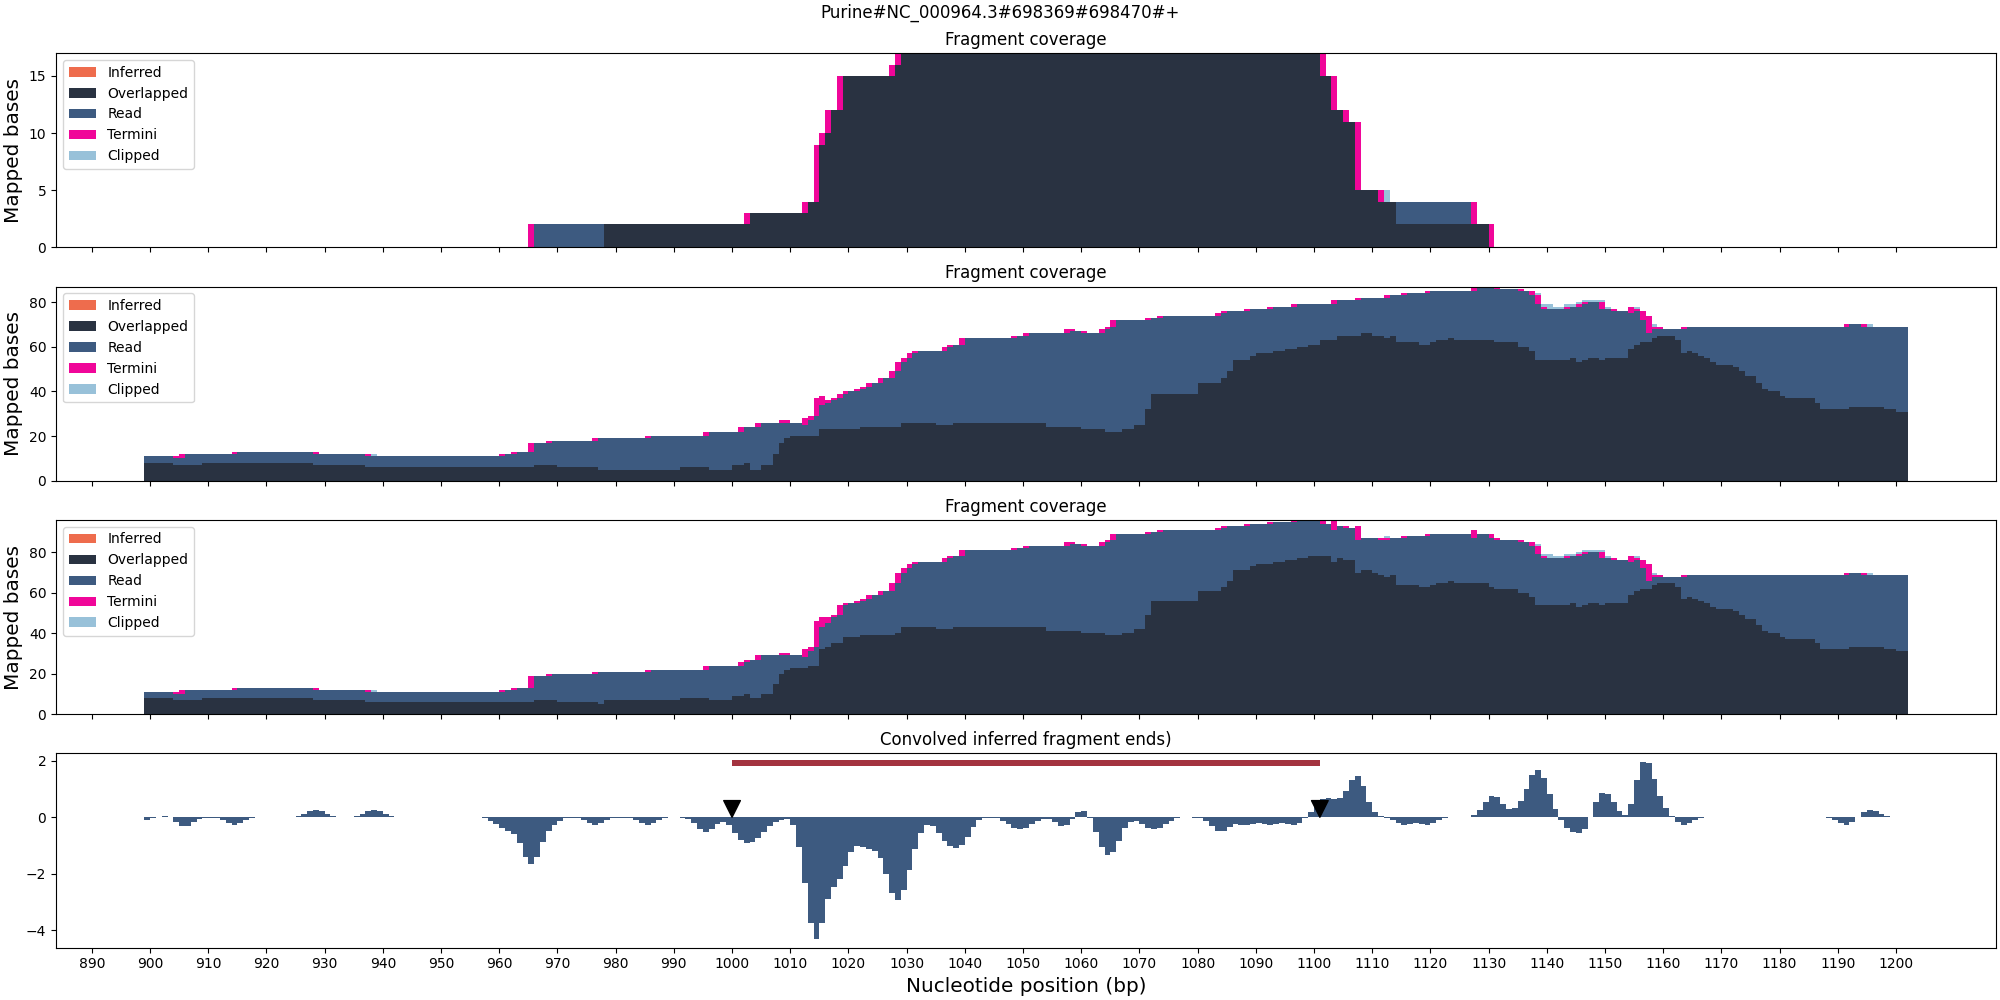 Purine#NC_000964.3#698369#698470#+
Fragment coverage
Mapped bases
15
10
5
0
Inferred
Overlapped
Read
Termini
Clipped
Fragment coverage
Mapped bases
80
60
40
20
0
Inferred
Overlapped
Read
Termini
Clipped
Fragment coverage
Mapped bases
80
60
40
20
0
Inferred
Overlapped
Read
Termini
Clipped
Convolved inferred fragment ends)
2
0
−2
−4
890 900 910 920 930 940 950 960 970 980 990 1000 1010 1020 1030 1040 1050 1060 1070 1080 1090 1100 1110 1120 1130 1140 1150 1160 1170 1180 1190 1200
Nucleotide position (bp)